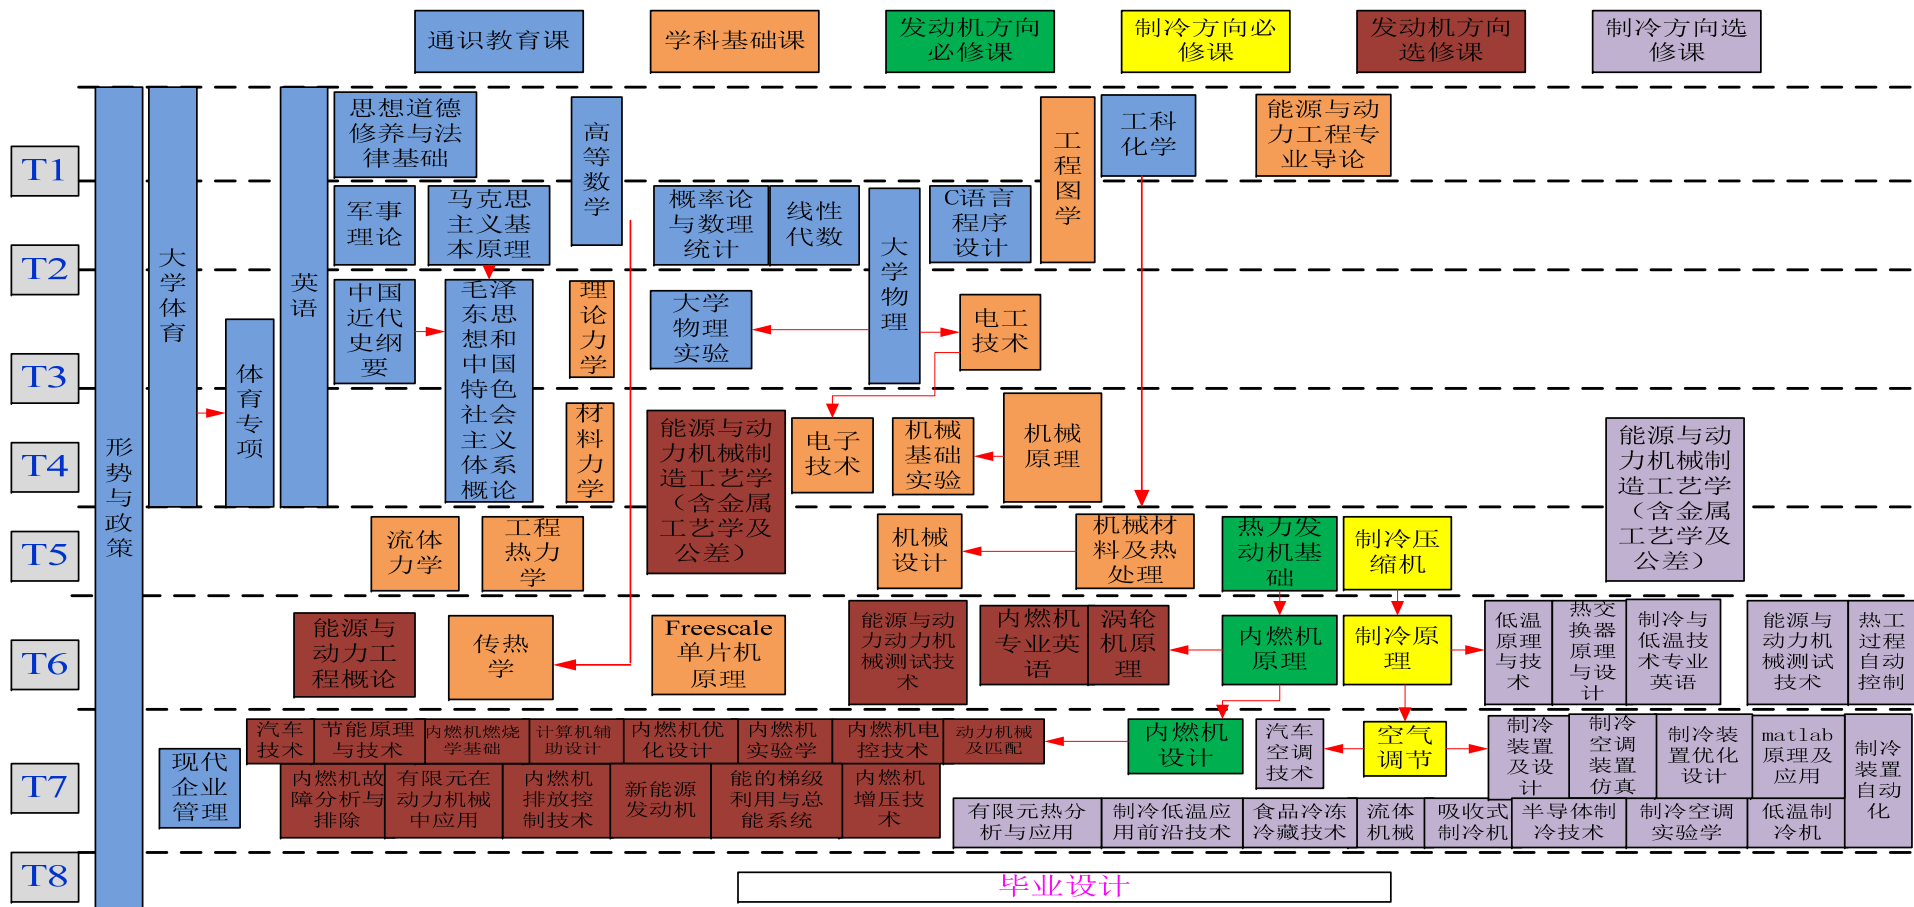 通识教育课
学科基础课
发动机方向
必修课
制冷方向必
修课
发动机方向
选修课
制冷方向选
修课
T1
T2
T3
T4
T5
T6
T7
T8
形势与政策
大学体育
体育专项
英语
思想道德
修养与法
律基础
高等数学
工程图学
工科
化学
能源与动
力工程专
业导论
军事
理论
马克思
主义基
本原理
概率论
与数理
统计
线性
代数
大学物理
C语言
程序
设计
中国
近代
史纲
要
毛泽
东思
想和
中国
特色
社会
主义
体系
概论
理论力学
大学
物理
实验
电工
技术
材料力学
能源与动
力机械制
造工艺学
（含金属
工艺学及
公差）
电子
技术
机械
基础
实验
机械
原理
能源与动
力机械制
造工艺学
（含金属
工艺学及
公差）
流体
力学
工程
热力
学
机械
设计
机械材
料及热
处理
热力发
动机基
础
制冷压
缩机
能源与
动力工
程概论
传热
学
Freescale
单片机
原理
能源与动
力动力机
械测试技
术
内燃机
专业英
语
涡轮
机原
理
内燃机
原理
制冷原
理
低温
原理
与技
术
热交
换器
原理
与设
计
制冷与
低温技
术专业
英语
能源与
动力机
械测试
技术
热工
过程
自动
控制
现代
企业
管理
汽车
技术
节能原理
与技术
内燃机燃烧
学基础
计算机辅
助设计
内燃机优
化设计
内燃机
实验学
内燃机电
控技术
动力机械
及匹配
内燃机
设计
汽车
空调
技术
空气
调节
制冷
装置
及设
计
制冷
空调
装置
仿真
制冷装
置优化
设计
matlab
原理及
应用
制冷
装置
自动
化
内燃机故
障分析与
排除
有限元在
动力机械
中应用
内燃机
排放控
制技术
新能源
发动机
能的梯级
利用与总
能系统
内燃机
增压技
术
有限元热分
析与应用
制冷低温应
用前沿技术
食品冷冻
冷藏技术
流体
机械
吸收式
制冷机
半导体制
冷技术
制冷空调
实验学
低温制
冷机
毕业设计